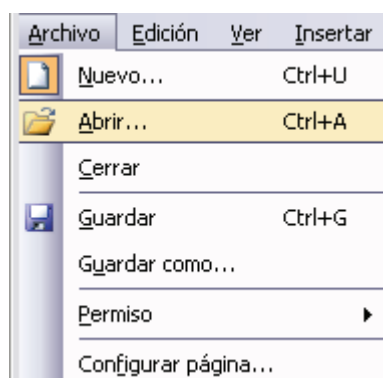 Archivo Edición Ver Insertar
Nuevo... Ctrl+U
Abrir... Ctrl+A
Cerrar
Guardar Ctrl+G
Guardar como...
Permiso
Configurar página...